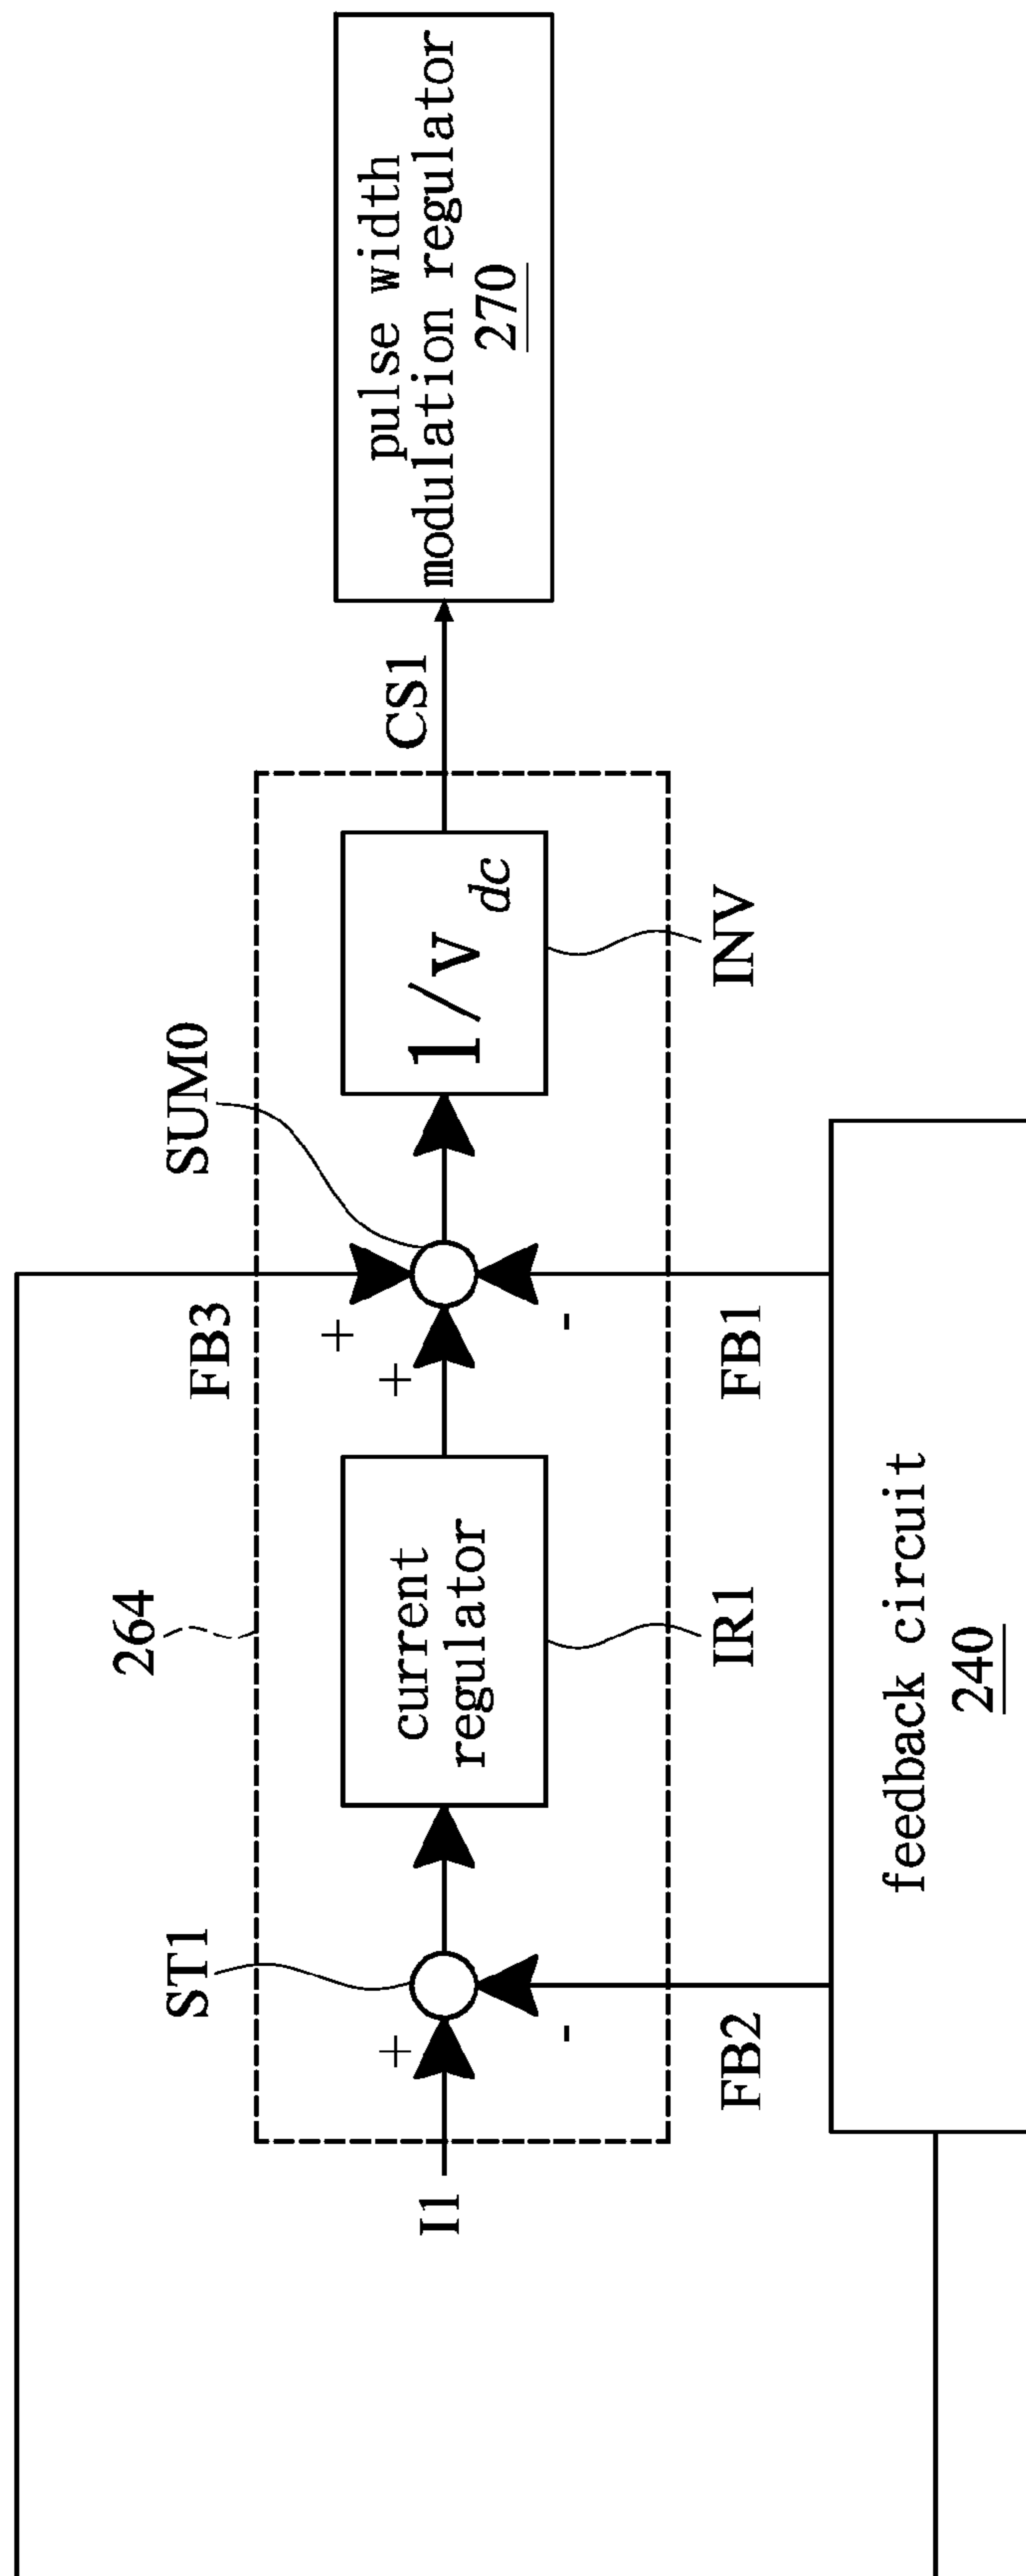 264
ST1
FB3
SUM0
I1
+
-
current
regulator
IR1
+
+
-
1/v dc
INV
CS1
pulse width
modulation regulator
270
FB2
FB1
feedback circuit
240